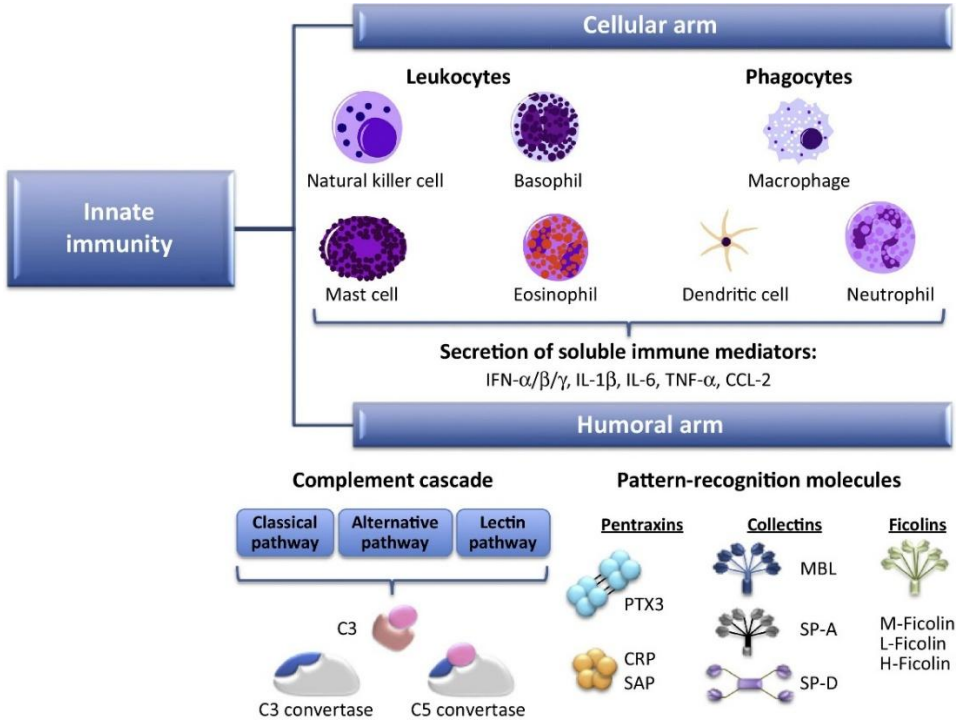 Cellular arm
Leukocytes
Phagocytes
Natural killer cell
Basophil
Macrophage
Innate
immunity
Mast cell
Eosinophil
Dendritic cell
Neutrophil
Secretion of soluble immune mediators:
IFN-α/β/γ, IL-1β, IL-6, TNF-α, CCL-2
Humoral arm
Complement cascade
Classical
pathway
Alternative
pathway
Lectin
pathway
C3
C3 convertase
C5 convertase
Pattern-recognition molecules
Pentraxins
PTX3
CRP
SAP
Collectins
MBL
SP-A
SP-D
Ficolins
M-Ficolin
L-Ficolin
H-Ficolin